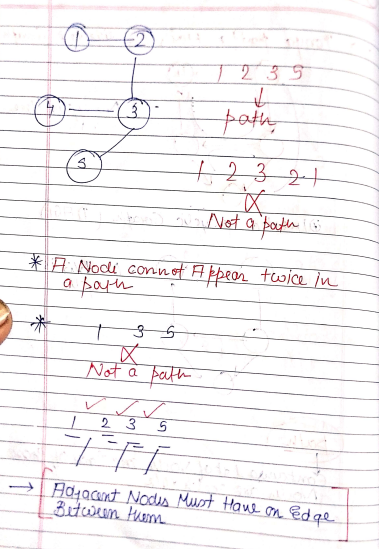 1 2
1 2 3 5
4 3
path
5
1 2 3 2 1
Not a path
* A Node cannot Appear twice in
a path
* 1 3 5
Not a path
1 2 3 5
→ Adjacent Nodes Must Have an Edge
Between them